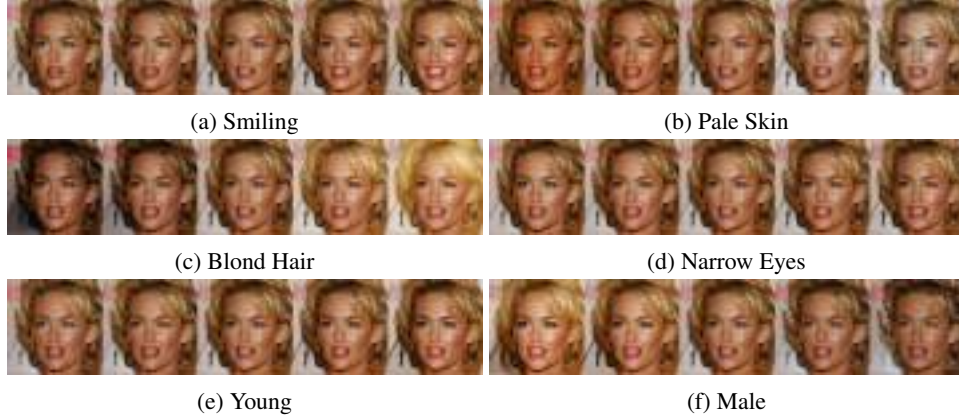 (a) Smiling
(b) Pale Skin
(c) Blond Hair
(d) Narrow Eyes
(e) Young
(f) Male